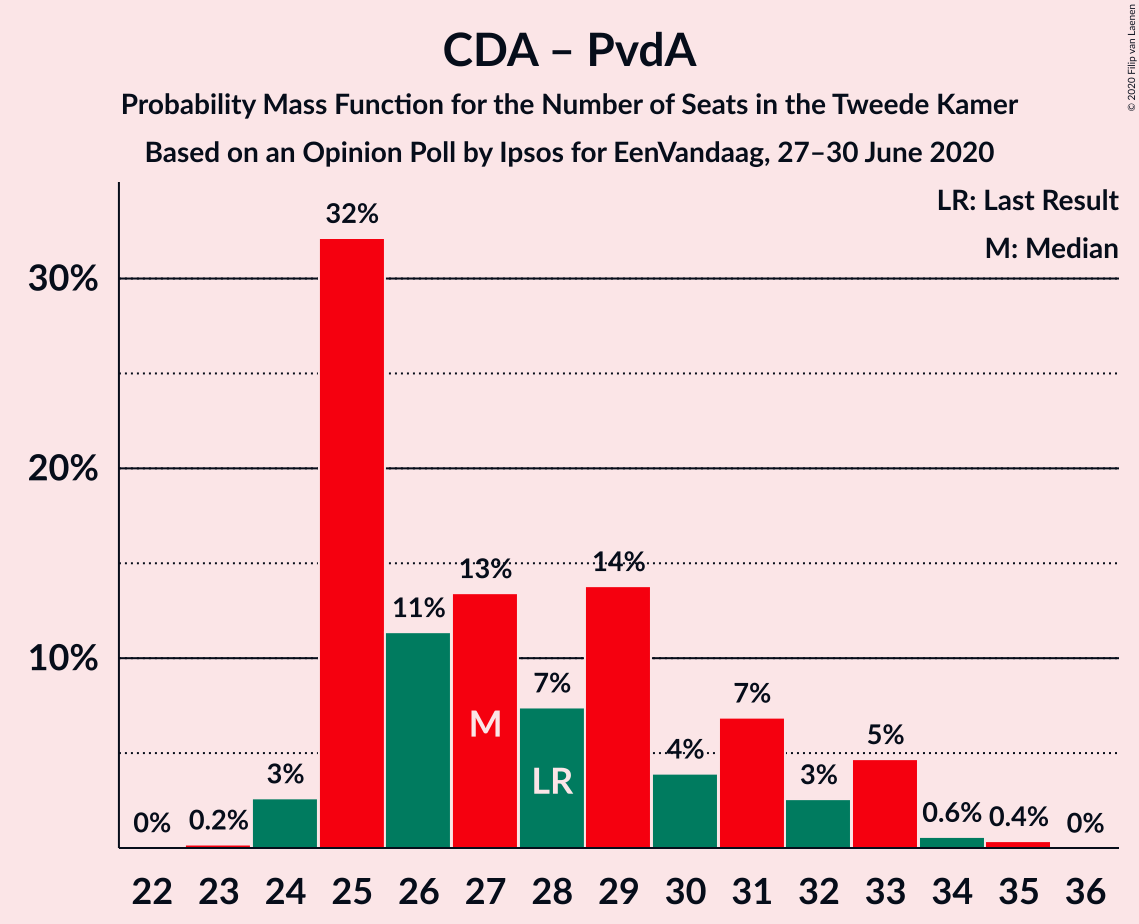 CDA – PvdA
Probability Mass Function for the Number of Seats in the Tweede Kamer
Based on an Opinion Poll by Ipsos for EenVandaag, 27–30 June 2020
© 2020 Filip van Laenen
LR: Last Result
M: Median
30%
20%
10%
0%
0.2%
3%
32%
11%
13%
7%
14%
4%
7%
3%
5%
0.6%
0.4%
0%
M
LR
22 23 24 25 26 27 28 29 30 31 32 33 34 35 36